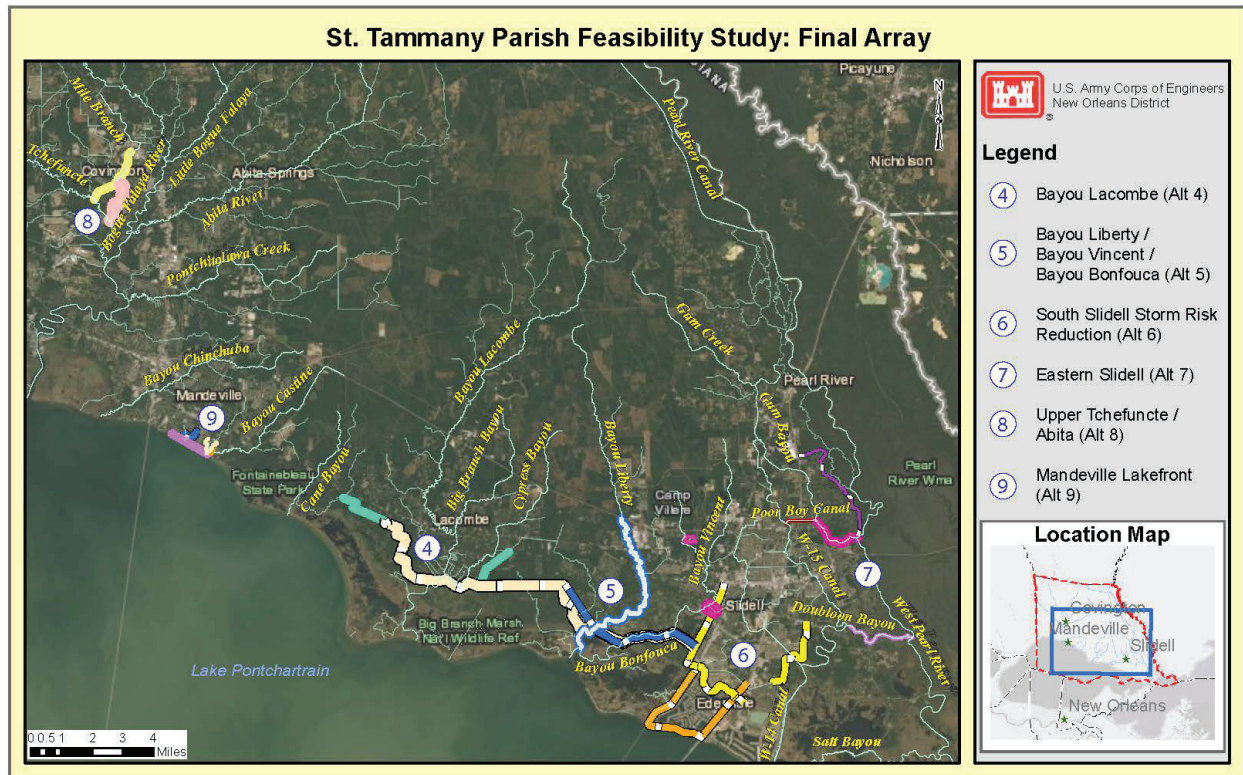 St. Tammany Parish Feasibility Study: Final Array
Picayune
Mile Branch
Tchefuncte
Covington
Bogue Falaya River
Little Bogue Falaya
Abita Springs
Abita River
8
Pontchitolawa Creek
Pearl River Canal
Nicholson
N
Bayou Chinchuba
Mandeville
9
Bayou Castine
Fontainebleau
State Park
Cane Bayou
Bayou Lacombe
Big Branch Bayou
Cypress Bayou
Lacombe
4
Bayou Liberty
5
Big Branch Marsh
Nat'l Wildlife Ref
Bayou Bonfouca
Camp
Villere
Bayou Vincent
Slidell
6
Gum Creek
Pearl River
Gum Bayou
Pearl
River Wma
Poor Boy Canal
W-15 Canal
7
Doubloon Bayou
West Pearl River
W-14 Canal
Salt Bayou
Lake Pontchartrain
0 0.5 1 2 3 4
Miles
U.S. Army Corps of Engineers
New Orleans District
®
Legend
4 Bayou Lacombe (Alt 4)
5 Bayou Liberty /
Bayou Vincent /
Bayou Bonfouca (Alt 5)
6 South Slidell Storm Risk
Reduction (Alt 6)
7 Eastern Slidell (Alt 7)
8 Upper Tchefuncte /
Abita (Alt 8)
9 Mandeville Lakefront
(Alt 9)
Location Map
Covington
Mandeville
Slidell
New Orleans